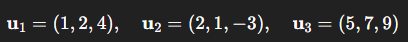 u₁ = (1, 2, 4), u₂ = (2, 1, −3), u₃ = (5, 7, 9)